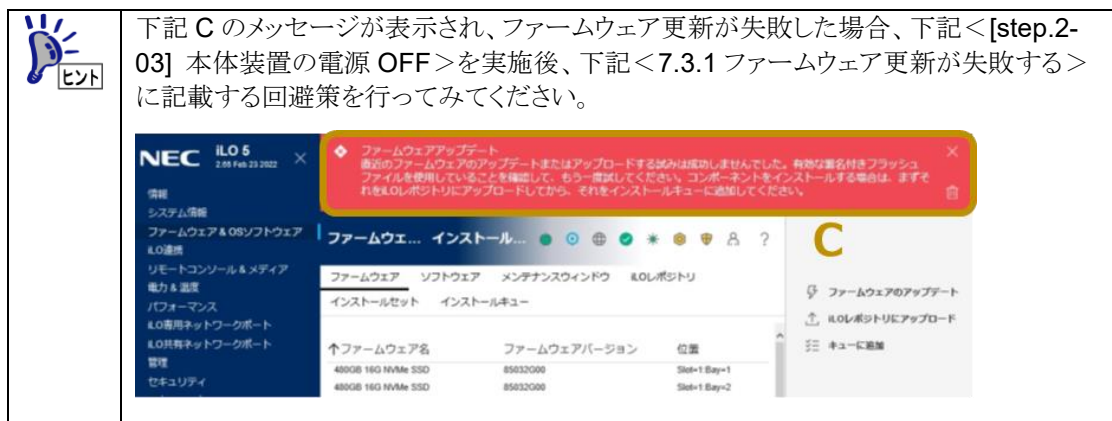 ヒント
下記 C のメッセージが表示され、ファームウェア更新が失敗した場合、下記＜[step.2-
03] 本体装置の電源 OFF＞を実施後、下記＜7.3.1 ファームウェア更新が失敗する＞
に記載する回避策を行ってみてください。
NEC iLO 5
2.65 Feb 23 2022
情報
システム情報
ファームウェア & OSソフトウェア
iLO連携
リモートコンソール & メディア
電力 & 温度
パフォーマンス
iLO専用ネットワークポート
iLO共有ネットワークポート
管理
セキュリティ
ファームウェアアップデート
直近のファームウェアのアップデートまたはアップロードする試みは成功しませんでした。有効な署名付きフラッシュ
ファイルを使用していることを確認して、もう一度試してください。コンポーネントをインストールする場合は、まずそ
れをiLOレポジトリにアップロードしてから、それをインストールキューに追加してください。
ファームウェ... インストール...
?
C
ファームウェア ソフトウェア メンテナンスウィンドウ iLOレポジトリ
インストールセット インストールキュー
ファームウェアのアップデート
iLOレポジトリにアップロード
キューに追加
↑ファームウェア名 ファームウェアバージョン 位置
480GB 16G NVMe SSD 85032G00 Slot=1:Bay=1
480GB 16G NVMe SSD 85032G00 Slot=1:Bay=2